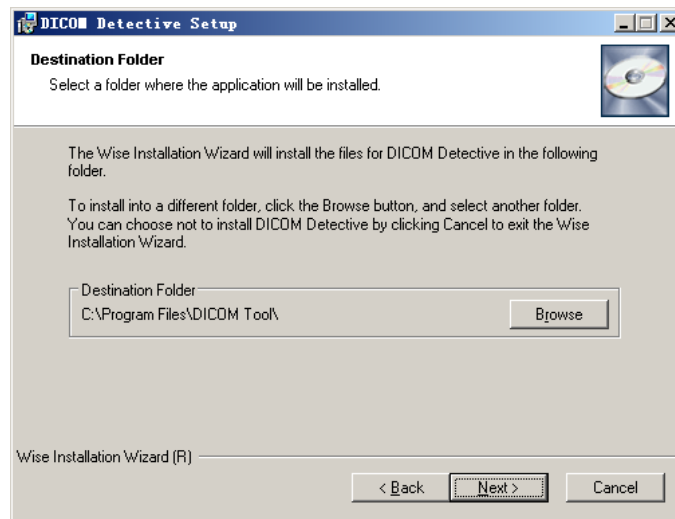 DICOM Detective Setup
Destination Folder
Select a folder where the application will be installed.
The Wise Installation Wizard will install the files for DICOM Detective in the following
folder.
To install into a different folder, click the Browse button, and select another folder.
You can choose not to install DICOM Detective by clicking Cancel to exit the Wise
Installation Wizard.
Destination Folder
C:\Program Files\DICOM Tool\
Browse
Wise Installation Wizard (R)
< Back
Next >
Cancel